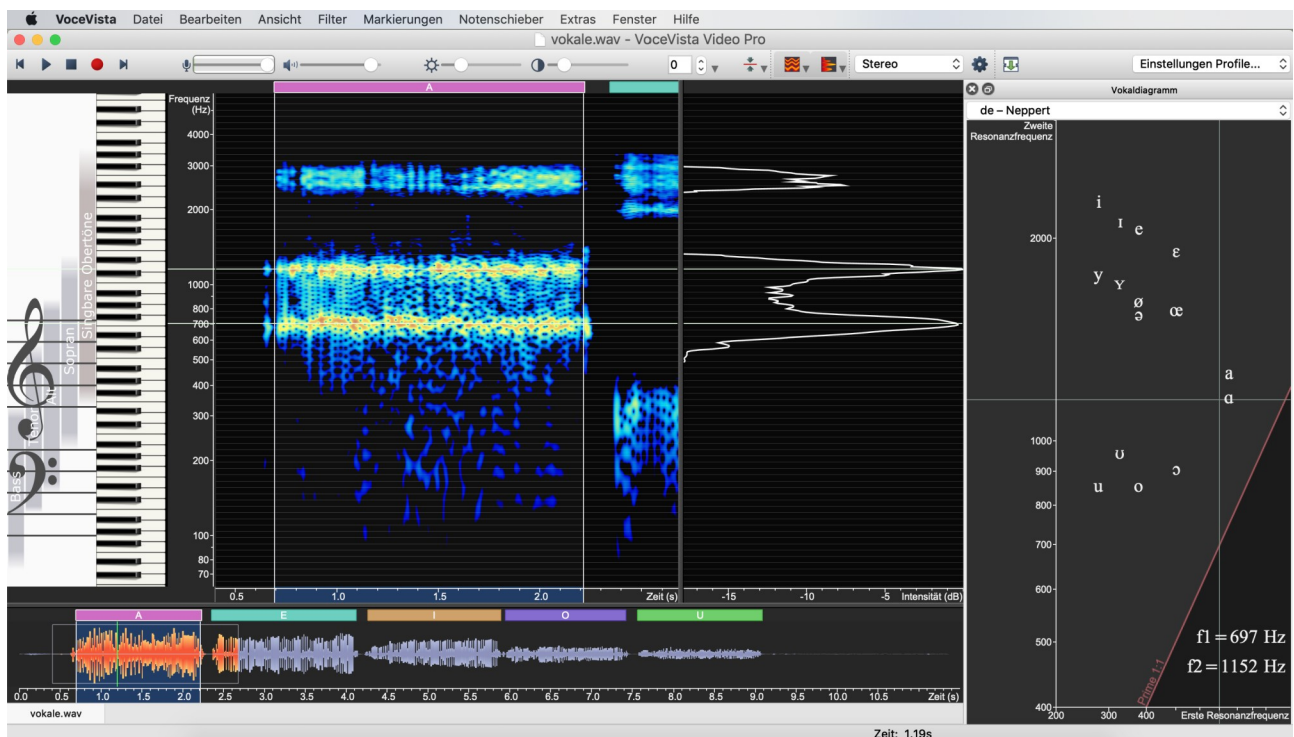 VoceVista Datei Bearbeiten Ansicht Filter Markierungen Notenschieber Extras Fenster Hilfe
vokale.wav - VoceVista Video Pro
0 Stereo Einstellungen Profile...
Bass
Tenor
Alt
Sopran
Singbare Obertöne
Frequenz
(Hz)
4000
3000
2000
1000
800
700
600
500
400
300
200
100
80
70
A
0.5 1.0 1.5 2.0 Zeit (s)
-15 -10 -5 Intensität (dB)
A E I O U
0.0 0.5 1.0 1.5 2.0 2.5 3.0 3.5 4.0 4.5 5.0 5.5 6.0 6.5 7.0 7.5 8.0 8.5 9.0 9.5 10.0 10.5 Zeit (s)
vokale.wav
Zeit: 1.19s
Vokaldiagramm
de – Neppert
Zweite
Resonanzfrequenz
2000
1000
900
800
700
600
500
400
i
ɪ e
ɛ
y ʏ
ø
ə œ
a
ɑ
ʊ
ɔ
u o
Prime 1:1
f1 = 697 Hz
f2 = 1152 Hz
200 300 400 Erste Resonanzfrequenz